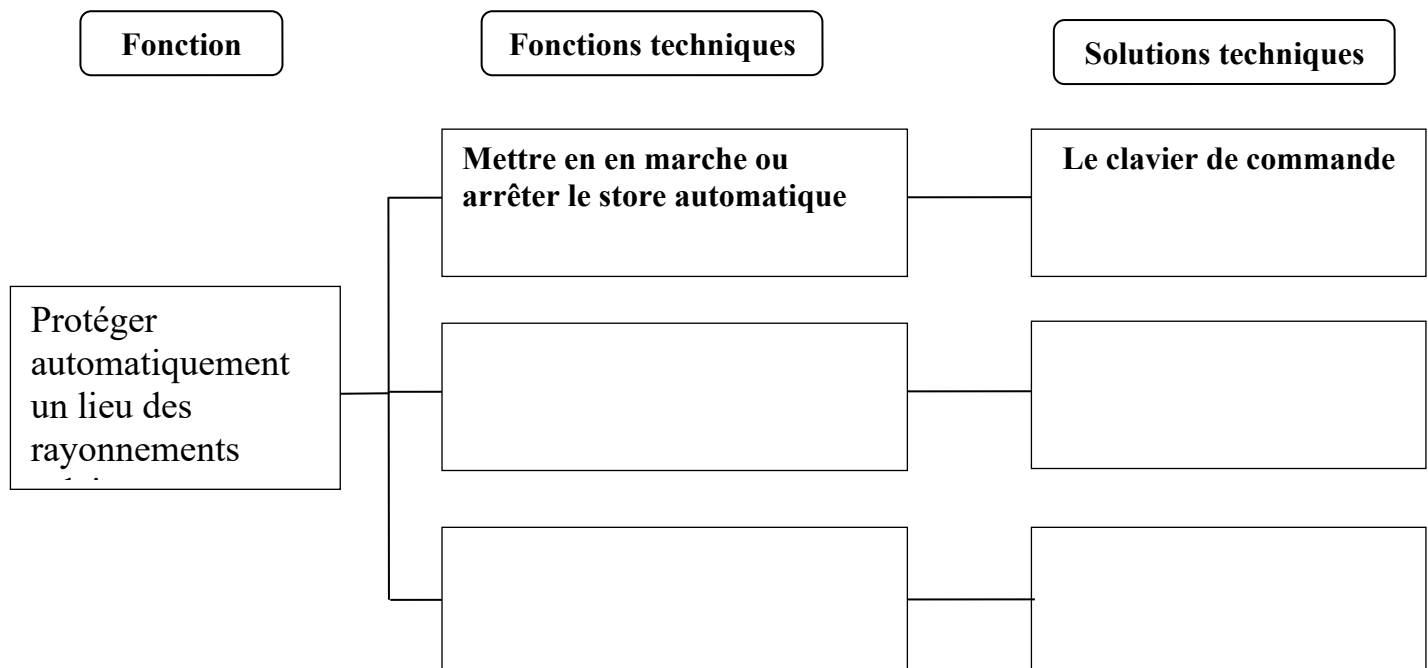 Fonction
Fonctions techniques
Solutions techniques
Mettre en en marche ou
arrêter le store automatique
Le clavier de commande
Protéger
automatiquement
un lieu des
rayonnements